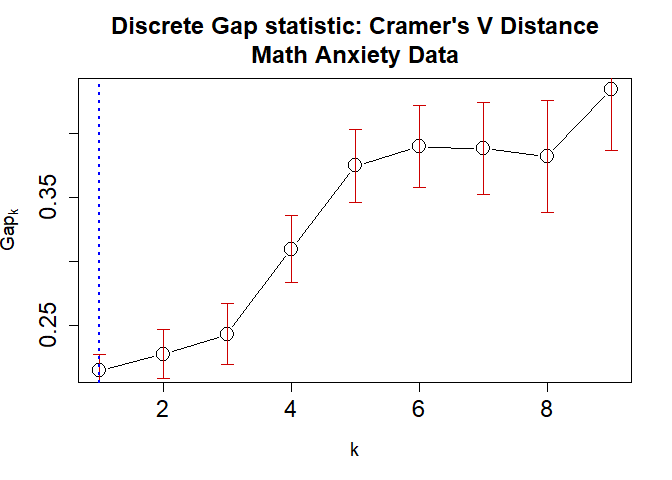 Discrete Gap statistic: Cramer's V Distance
Math Anxiety Data
Gapk
0.35
0.25
2 4 6 8
k